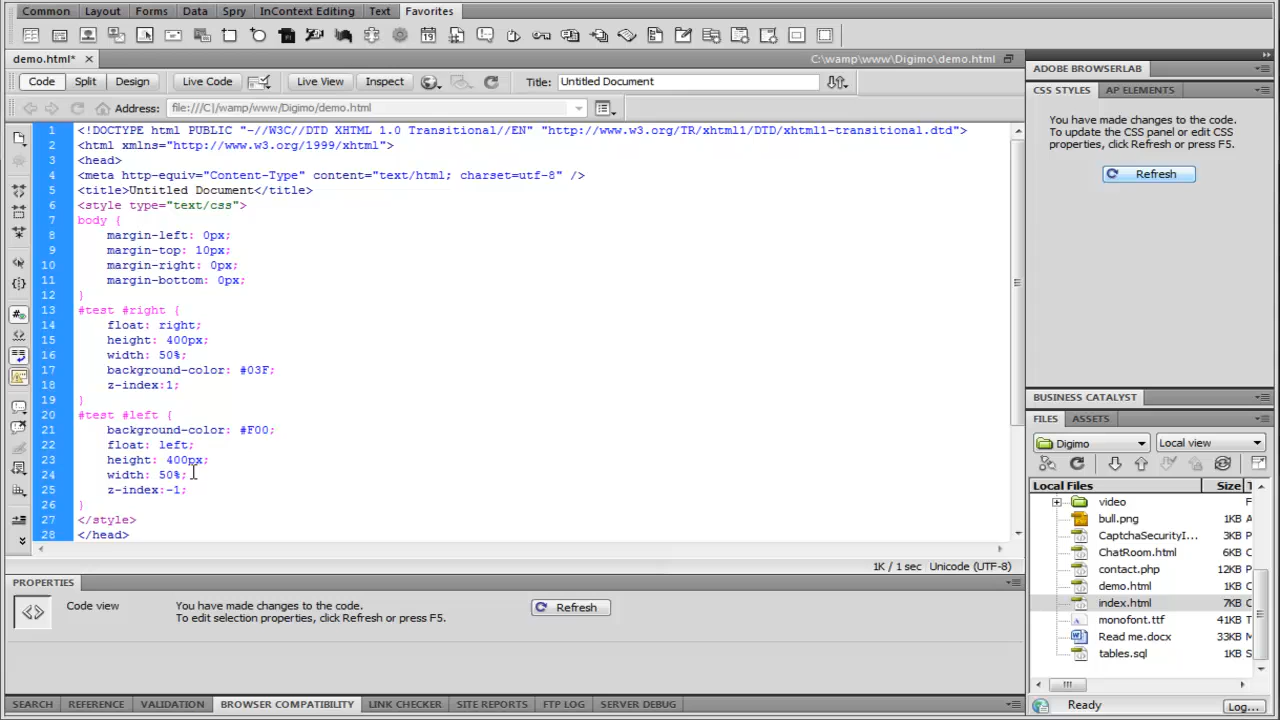 Common Layout Forms Data Spry InContext Editing Text Favorites
demo.html* C:\wamp\www\Digimo\demo.html
Code Split Design Live Code Live View Inspect Title: Untitled Document
Address: file:///C|/wamp/www/Digimo/demo.html
1 <!DOCTYPE html PUBLIC "-//W3C//DTD XHTML 1.0 Transitional//EN" "http://www.w3.org/TR/xhtml1/DTD/xhtml1-transitional.dtd">
2 <html xmlns="http://www.w3.org/1999/xhtml">
3 <head>
4 <meta http-equiv="Content-Type" content="text/html; charset=utf-8" />
5 <title>Untitled Document</title>
6 <style type="text/css">
7 body {
8 margin-left: 0px;
9 margin-top: 10px;
10 margin-right: 0px;
11 margin-bottom: 0px;
12 }
13 #test #right {
14 float: right;
15 height: 400px;
16 width: 50%;
17 background-color: #03F;
18 z-index:1;
19 }
20 #test #left {
21 background-color: #F00;
22 float: left;
23 height: 400px;
24 width: 50%;
25 z-index:-1;
26 }
27 </style>
28 </head>
1K / 1 sec Unicode (UTF-8)
PROPERTIES
Code view You have made changes to the code.
To edit selection properties, click Refresh or press F5.
Refresh
SEARCH REFERENCE VALIDATION BROWSER COMPATIBILITY LINK CHECKER SITE REPORTS FTP LOG SERVER DEBUG
ADOBE BROWSERLAB
CSS STYLES AP ELEMENTS
You have made changes to the code.
To update the CSS panel or edit CSS
properties, click Refresh or press F5.
Refresh
BUSINESS CATALYST
FILES ASSETS
Digimo Local view
Local Files Size T
video F
bull.png 1KB A
CaptchaSecurityI... 3KB P
ChatRoom.html 6KB C
contact.php 12KB P
demo.html 1KB C
index.html 7KB C
monofont.ttf 41KB T
Read me.docx 33KB M
tables.sql 1KB S
Ready Log...